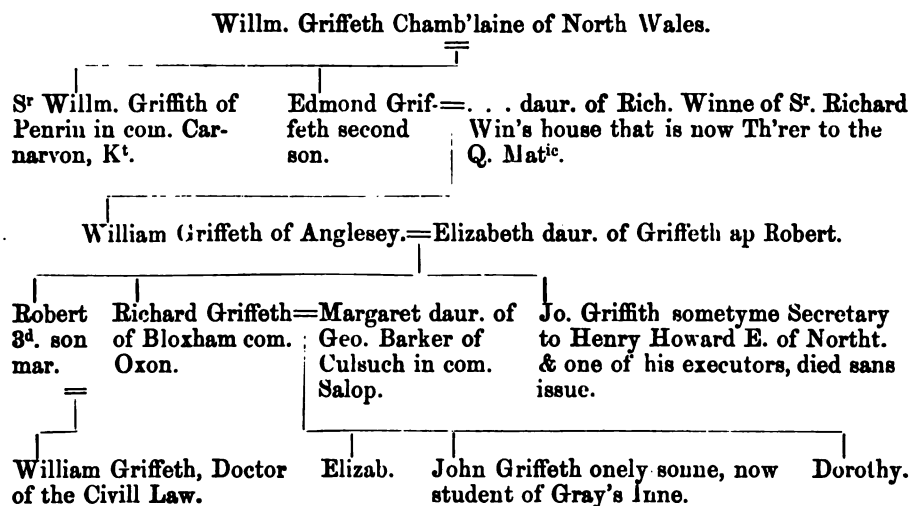 Willm. Griffeth Chamb'laine of North Wales.
Sʳ Willm. Griffith of
Penrin in com. Car-
narvon, Kᵗ.
Edmond Grif-
feth second
son.
=. . . daur. of Rich. Winne of Sʳ. Richard
Win's house that is now Th'rer to the
Q. Matⁱᶜ.
William Griffeth of Anglesey.=Elizabeth daur. of Griffeth ap Robert.
Robert
3ᵈ. son
mar.
Richard Griffeth=
of Bloxham com.
Oxon.
Margaret daur. of
Geo. Barker of
Culsuch in com.
Salop.
Jo. Griffith sometyme Secretary
to Henry Howard E. of Northt.
& one of his executors, died sans
issue.
William Griffeth, Doctor
of the Civill Law.
Elizab.
John Griffeth onely sonne, now
student of Gray's Inne.
Dorothy.